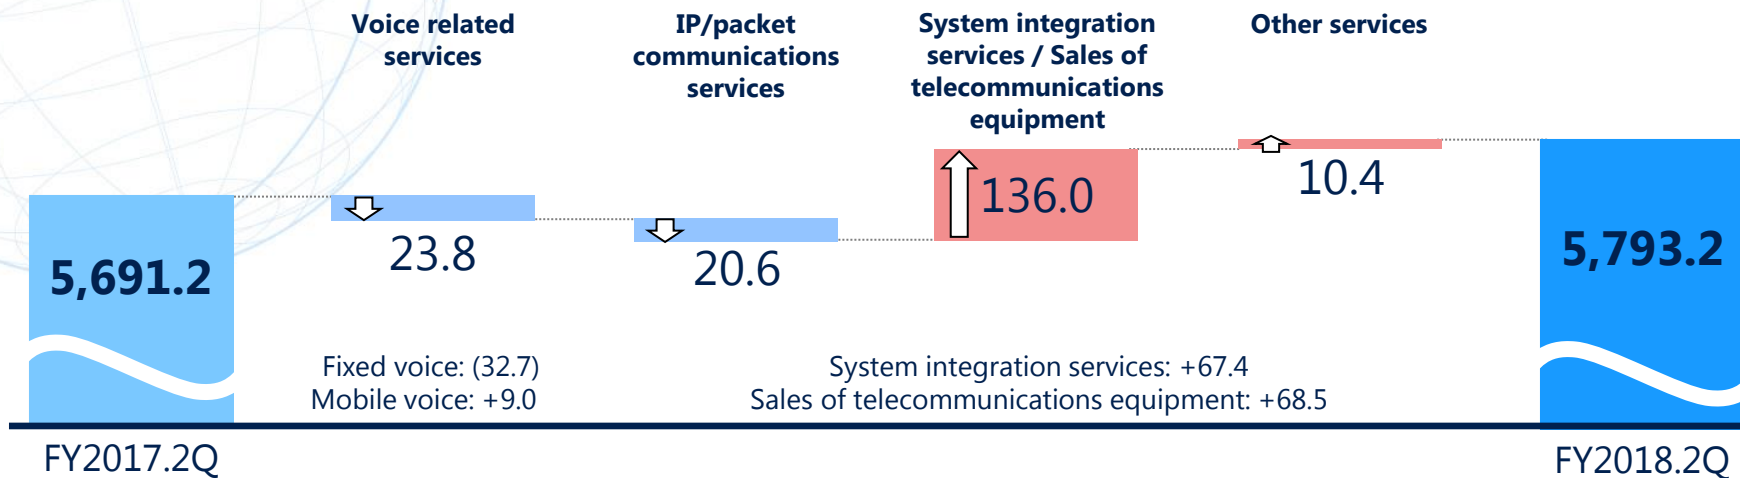 Voice related
services
IP/packet
communications
services
System integration
services / Sales of
telecommunications
equipment
Other services
5,691.2
23.8
20.6
136.0
10.4
5,793.2
Fixed voice: (32.7)
Mobile voice: +9.0
System integration services: +67.4
Sales of telecommunications equipment: +68.5
FY2017.2Q
FY2018.2Q